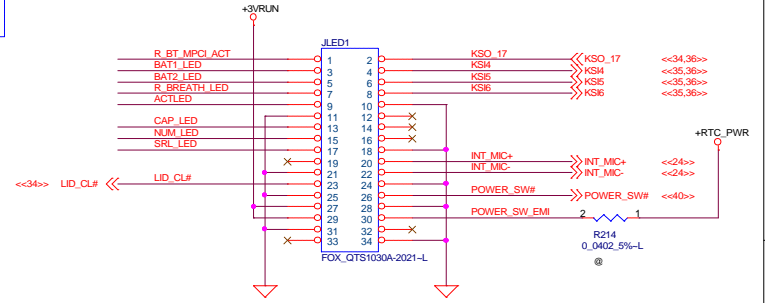 +3VRUN
JLED1
R_BT_MPCI_ACT 1 2 KSO_17 KSO_17 <<34,36>>
BAT1_LED 3 4 KSI4 KSI4 <<35,36>>
BAT2_LED 5 6 KSI5 KSI5 <<35,36>>
R_BREATH_LED 7 8 KSI6 KSI6 <<35,36>>
ACTLED 9 10
11 12
CAP_LED 13 14
NUM_LED 15 16
SRL_LED 17 18
+RTC_PWR
19 20 INT_MIC+ INT_MIC+ <<24>>
21 22 INT_MIC- INT_MIC- <<24>>
<<34>> LID_CL# LID_CL# 23 24
25 26 POWER_SW# POWER_SW# <<40>>
27 28
29 30 POWER_SW_EMI 2 1
31 32
33 34
R214
0_0402_5%~L
@
FOX_QTS1030A-2021~L